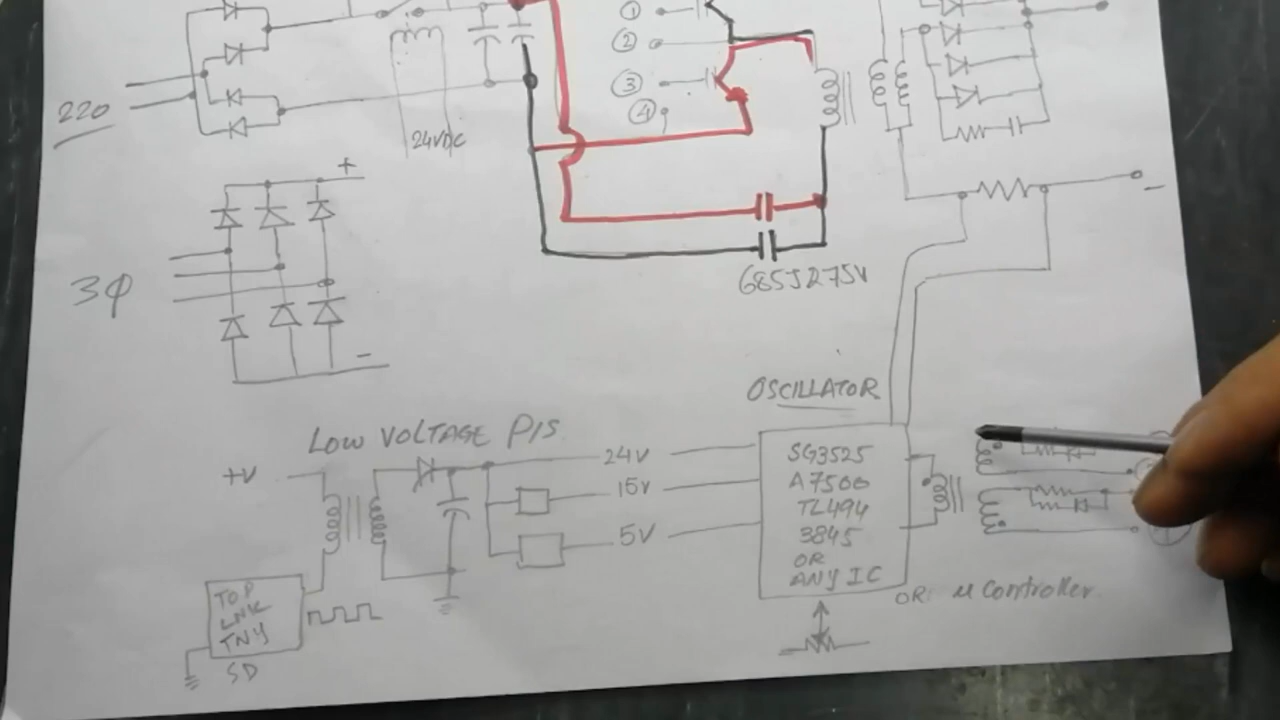 1
2
220
3
4
24VDC
+
-
3φ
-
685J275V
OSCILLATOR
LOW VOLTAGE P/S
+V
24V
15V
5V
SG3525
A7500
TL494
3845
OR
ANY IC
OR μ Controller
TOP
LNK
TNY
SD